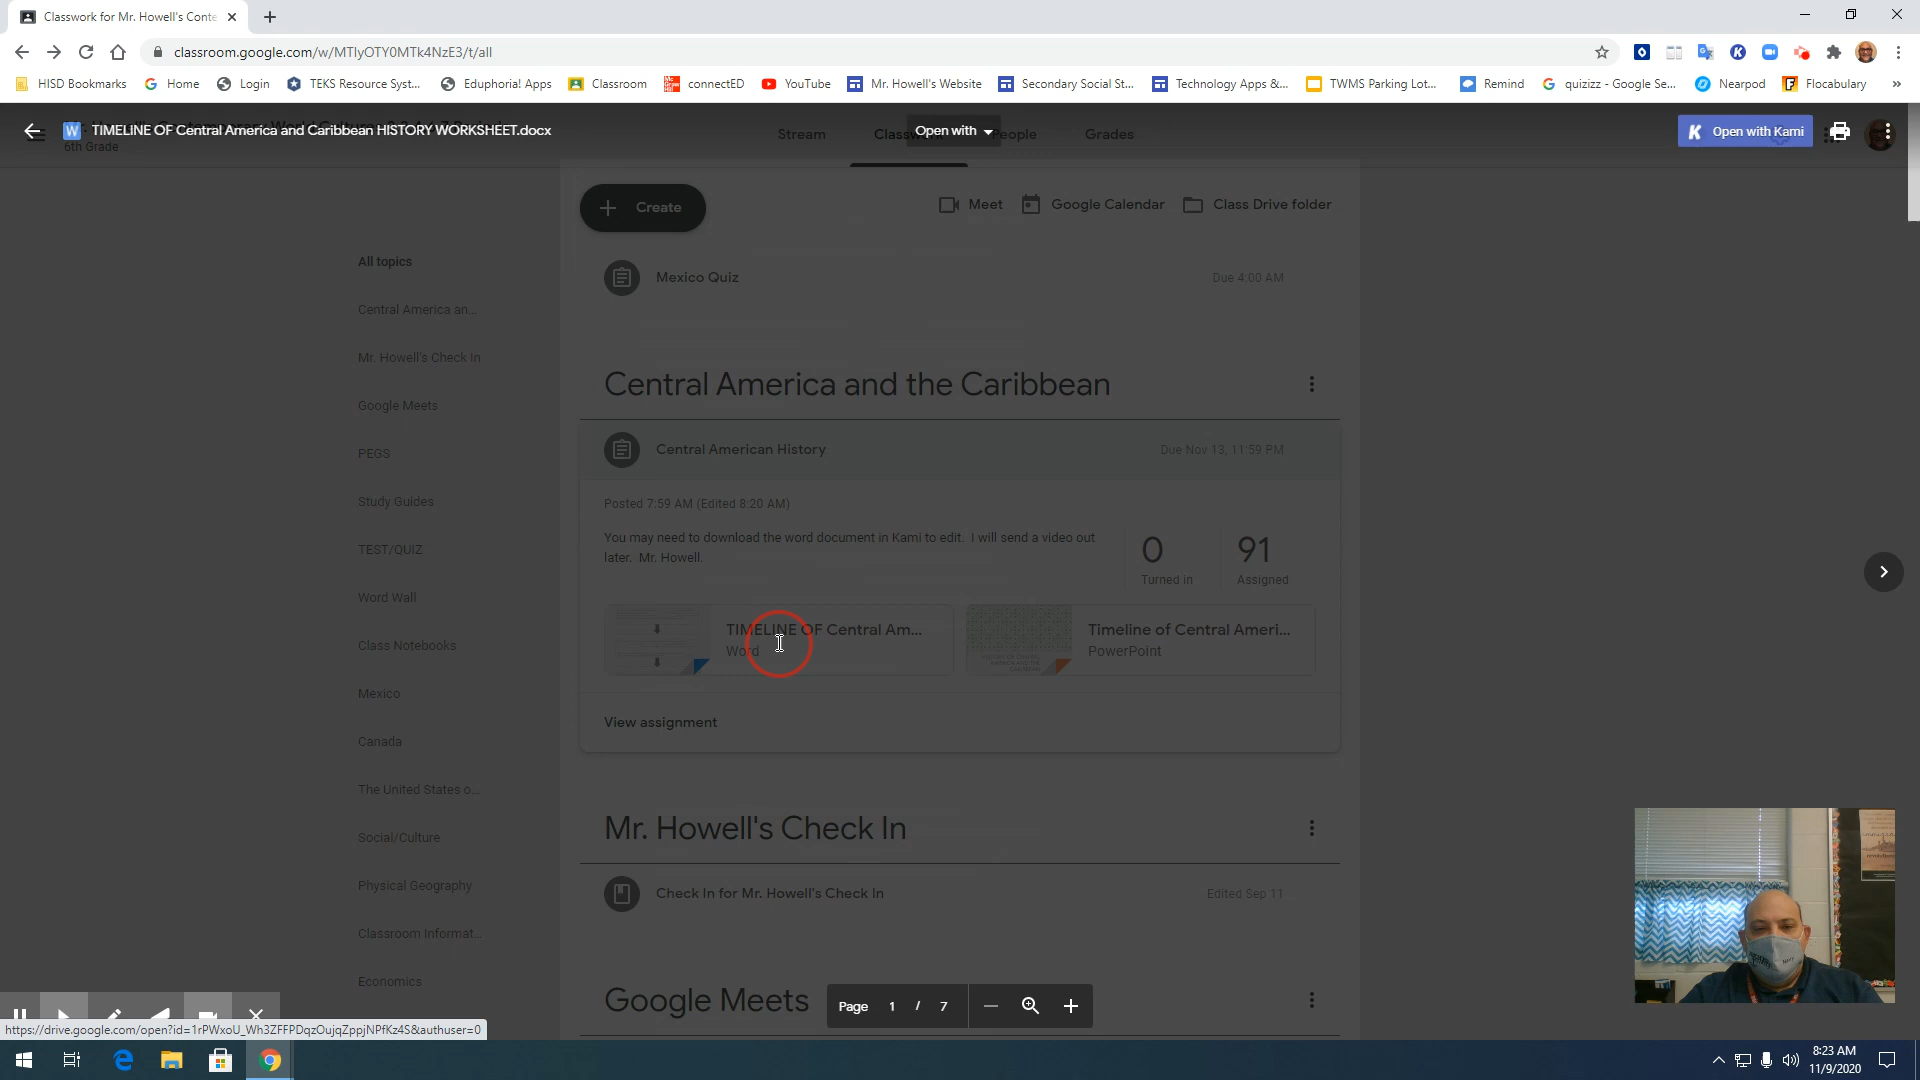 Classwork for Mr. Howell's Conte
classroom.google.com/w/MTIyOTY0MTk4NzE3/t/all
HISD Bookmarks Home Login TEKS Resource Syst... Eduphoria! Apps Classroom connectED YouTube Mr. Howell's Website Secondary Social St... Technology Apps &... TWMS Parking Lot... Remind quizizz - Google Se... Nearpod Flocabulary »
TIMELINE OF Central America and Caribbean HISTORY WORKSHEET.docx
6th Grade
Stream
Open with
People
Grades
Open with Kami
Create
Meet
Google Calendar
Class Drive folder
All topics
Central America an...
Mr. Howell's Check In
Google Meets
PEGS
Study Guides
TEST/QUIZ
Word Wall
Class Notebooks
Mexico
Canada
The United States o...
Social/Culture
Physical Geography
Classroom Informat...
Economics
Mexico Quiz
Due 4:00 AM
Central America and the Caribbean
Central American History
Due Nov 13, 11:59 PM
Posted 7:59 AM (Edited 8:20 AM)
You may need to download the word document in Kami to edit. I will send a video out
later. Mr. Howell.
0
Turned in
91
Assigned
TIMELINE OF Central Am...
Word
Timeline of Central Ameri...
PowerPoint
View assignment
Mr. Howell's Check In
Check In for Mr. Howell's Check In
Edited Sep 11
Google Meets
Page 1 / 7
https://drive.google.com/open?id=1rPWxoU_Wh3ZFFPDqzOujqZppjNPfKz4S&authuser=0
8:23 AM
11/9/2020